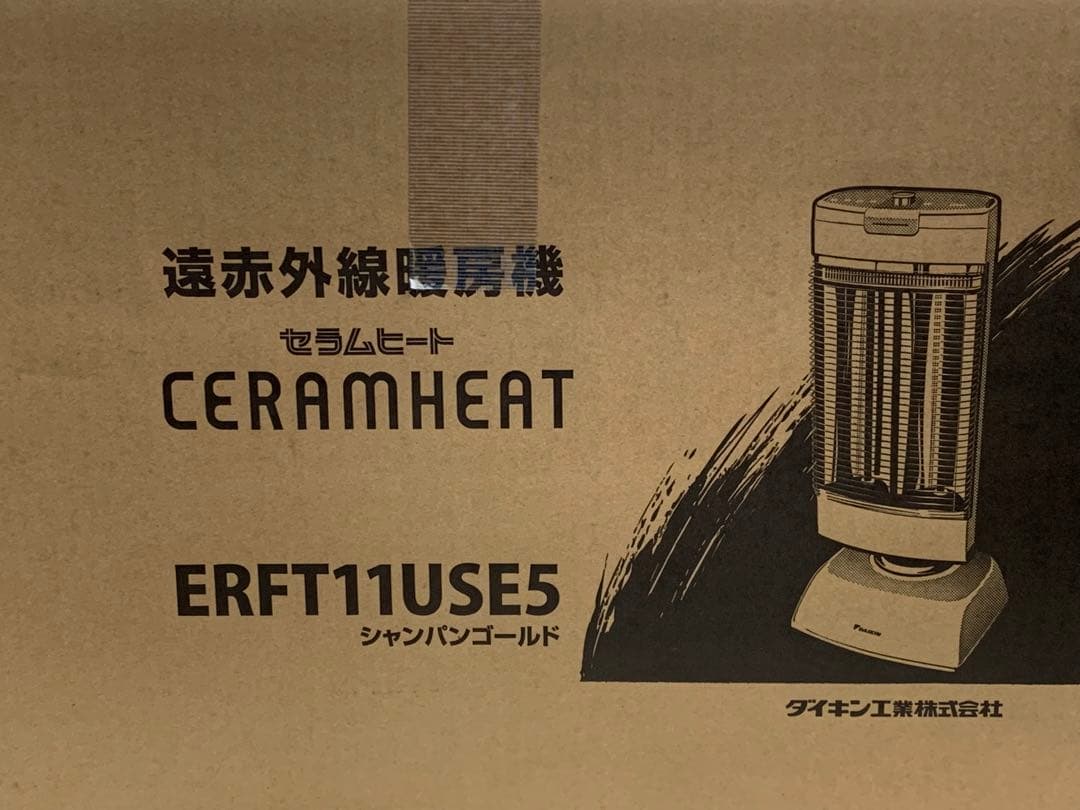 遠赤外線暖房機
セラムヒート
CERAMHEAT
ERFT11USE5
シャンパンゴールド
DAIKIN
ダイキン工業株式会社